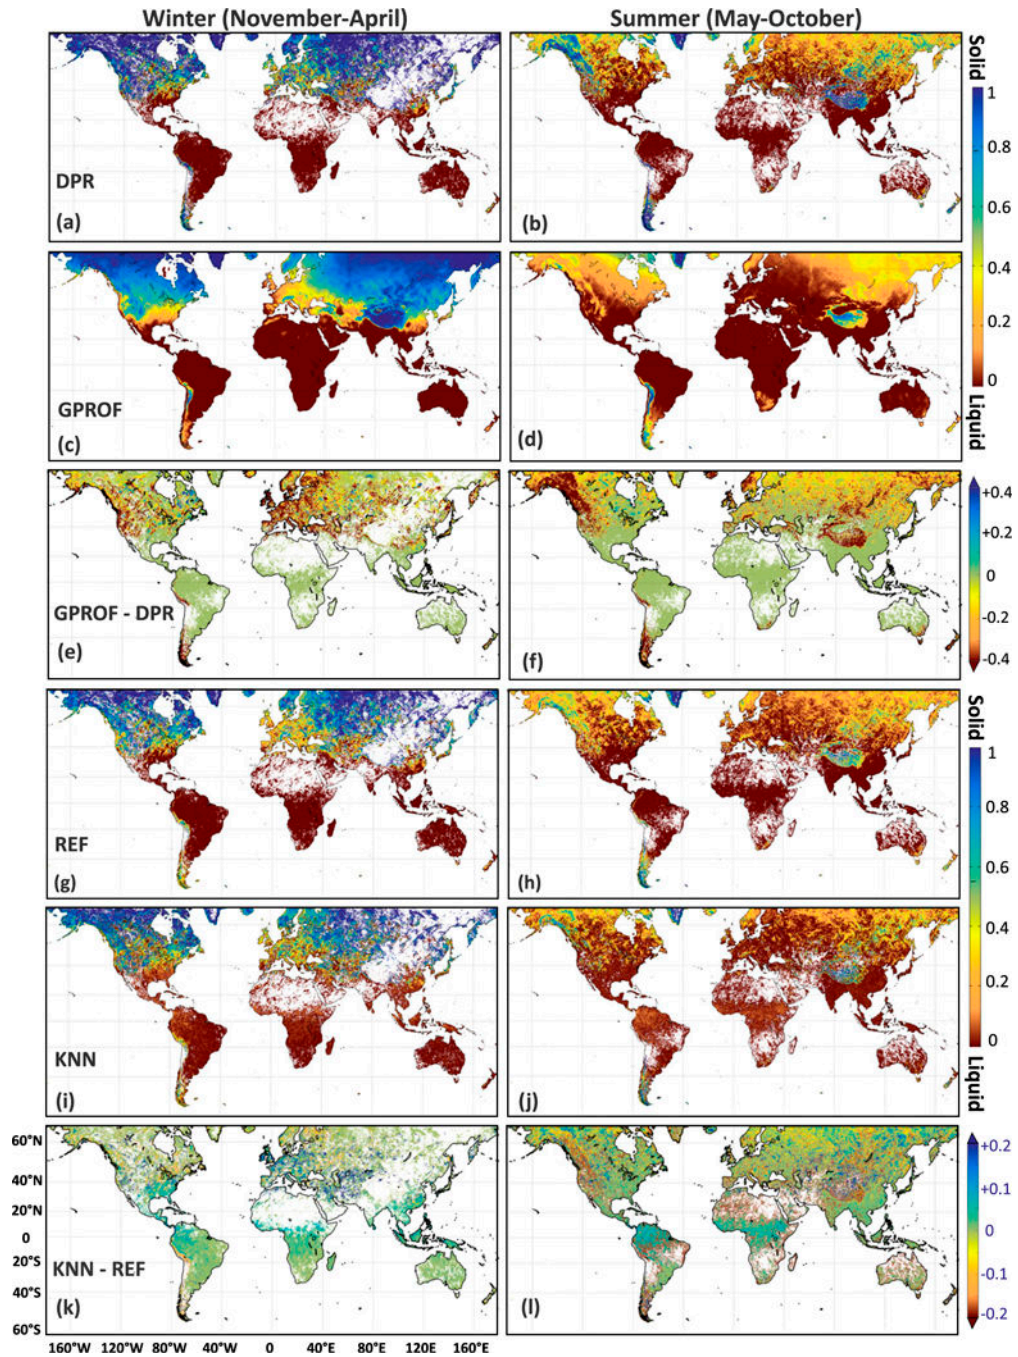 Winter (November-April)
Summer (May-October)
DPR
(a)
(b)
GPROF
(c)
(d)
Solid
1
0.8
0.6
0.4
0.2
0
Liquid
GPROF - DPR
(e)
(f)
+0.4
+0.2
0
-0.2
-0.4
REF
(g)
(h)
KNN
(i)
(j)
Solid
1
0.8
0.6
0.4
0.2
0
Liquid
60°N
40°N
20°N
0
20°S
40°S
60°S
KNN - REF
(k)
(l)
+0.2
+0.1
0
-0.1
-0.2
160°W 120°W 80°W 40°W 0 40°E 80°E 120°E 160°E